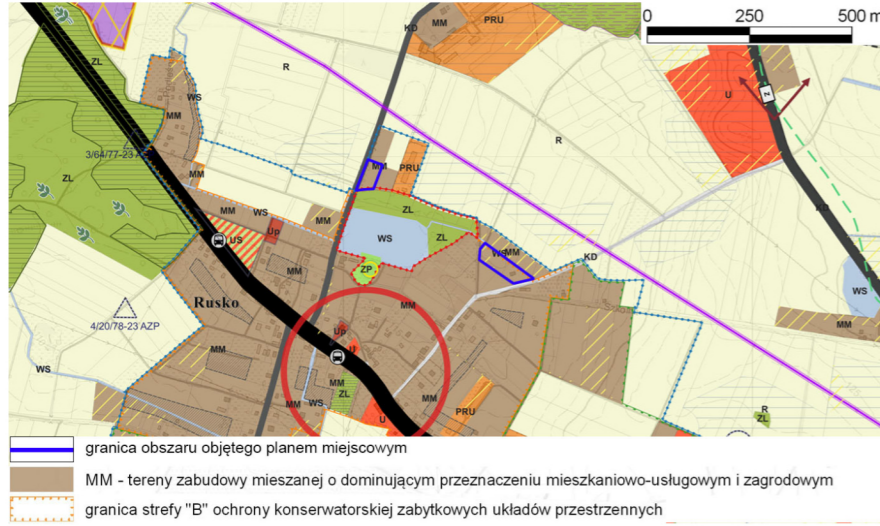 0 250 500 m
KD
MM
PRU
ZL
R
MM
WS
U
Z
R
3/64/77-23 A
MM
PRU
ZL
ZL
MM
WS
MM
US
Up
WS
ZL
MM
KD
MM
ZP
WS
Rusko
MM
4/20/78-23 AZP
Up
U
MM
WS
MM
MM
ZL
MM
MM
WS
U
PRU
R
ZL
granica obszaru objętego planem miejscowym
MM - tereny zabudowy mieszanej o dominującym przeznaczeniu mieszkaniowo-usługowym i zagrodowym
granica strefy "B" ochrony konserwatorskiej zabytkowych układów przestrzennych